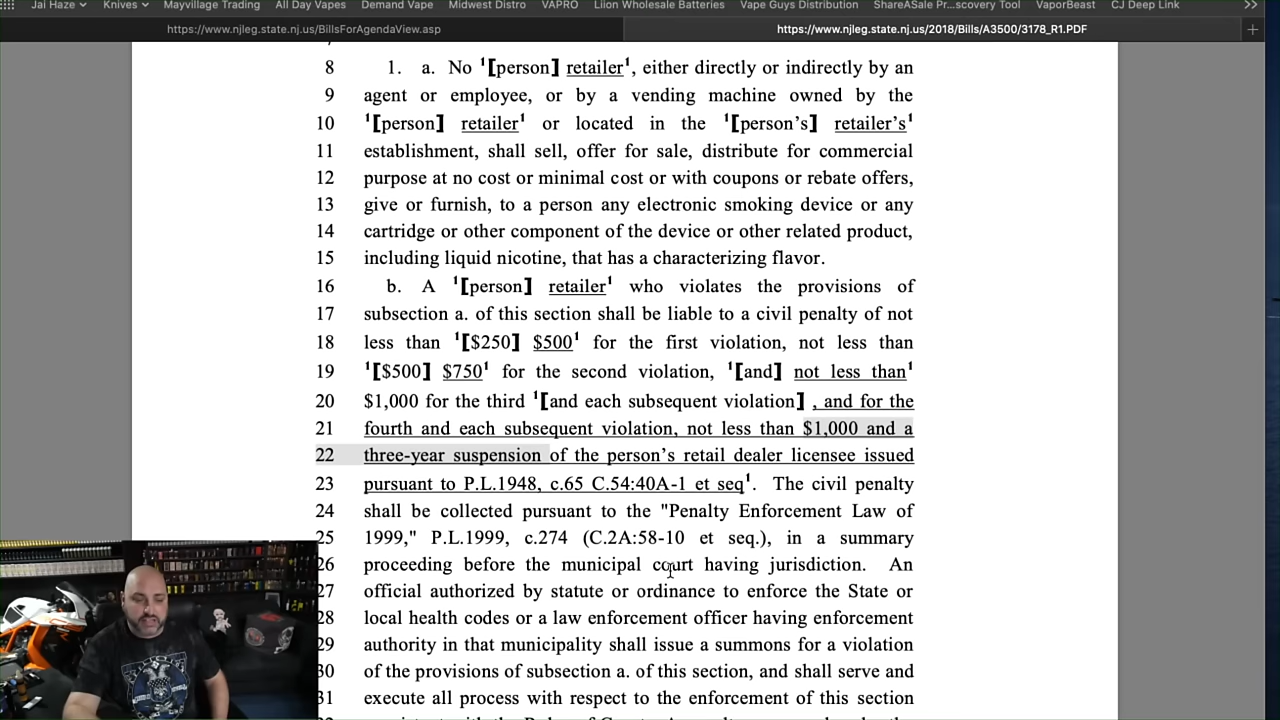 Jai Haze
Knives
Mayvillage Trading
All Day Vapes
Demand Vape
Midwest Distro
VAPRO
Liion Wholesale Batteries
Vape Guys Distribution
ShareASale Pr...scovery Tool
VaporBeast
CJ Deep Link
https://www.njleg.state.nj.us/BillsForAgendaView.asp
https://www.njleg.state.nj.us/2018/Bills/A3500/3178_R1.PDF
8 1. a. No ¹[person] retailer¹, either directly or indirectly by an
9 agent or employee, or by a vending machine owned by the
10 ¹[person] retailer¹ or located in the ¹[person’s] retailer’s¹
11 establishment, shall sell, offer for sale, distribute for commercial
12 purpose at no cost or minimal cost or with coupons or rebate offers,
13 give or furnish, to a person any electronic smoking device or any
14 cartridge or other component of the device or other related product,
15 including liquid nicotine, that has a characterizing flavor.
16 b. A ¹[person] retailer¹ who violates the provisions of
17 subsection a. of this section shall be liable to a civil penalty of not
18 less than ¹[$250] $500¹ for the first violation, not less than
19 ¹[$500] $750¹ for the second violation, ¹[and] not less than¹
20 $1,000 for the third ¹[and each subsequent violation] , and for the
21 fourth and each subsequent violation, not less than $1,000 and a
22 three-year suspension of the person’s retail dealer licensee issued
23 pursuant to P.L.1948, c.65 C.54:40A-1 et seq¹. The civil penalty
24 shall be collected pursuant to the "Penalty Enforcement Law of
25 1999," P.L.1999, c.274 (C.2A:58-10 et seq.), in a summary
26 proceeding before the municipal court having jurisdiction. An
27 official authorized by statute or ordinance to enforce the State or
28 local health codes or a law enforcement officer having enforcement
29 authority in that municipality shall issue a summons for a violation
30 of the provisions of subsection a. of this section, and shall serve and
31 execute all process with respect to the enforcement of this section